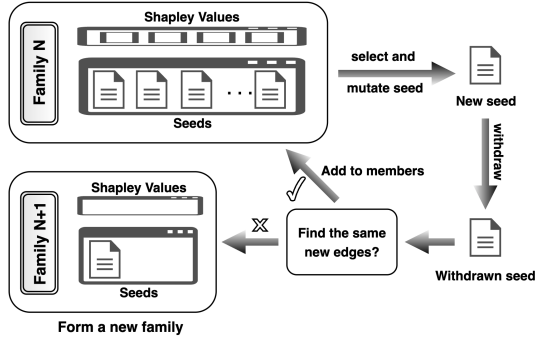 Shapley Values
Family N
Seeds
select and
mutate seed
New seed
withdraw
Add to members
Find the same
new edges?
Withdrawn seed
Shapley Values
Family N+1
Seeds
Form a new family